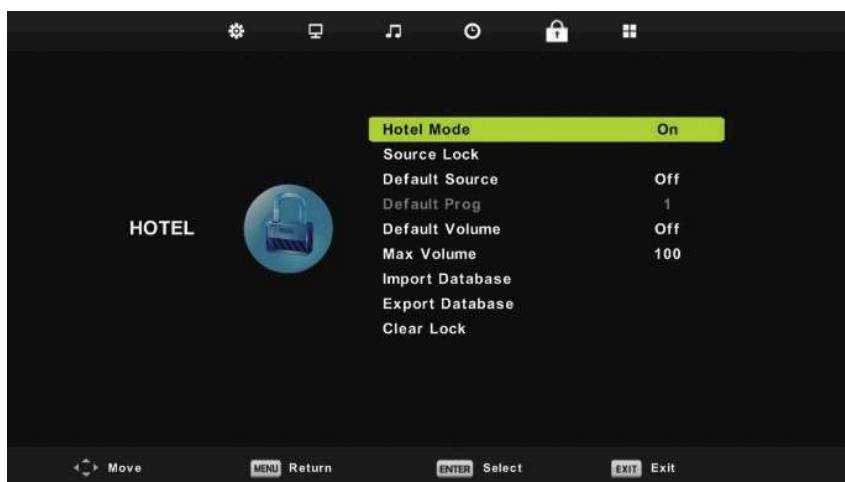 Hotel Mode On
Source Lock
Default Source Off
Default Prog 1
HOTEL
Default Volume Off
Max Volume 100
Import Database
Export Database
Clear Lock
Move MENU Return ENTER Select EXIT Exit